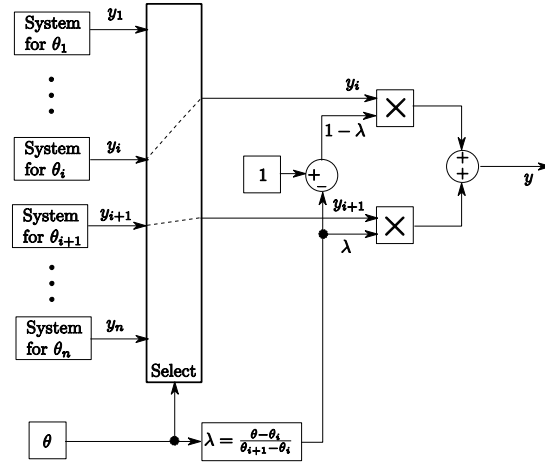 System
for θ₁
y₁
System
for θᵢ
yᵢ
System
for θᵢ₊₁
yᵢ₊₁
System
for θₙ
yₙ
Select
yᵢ
×
1 − λ
1
+
−
yᵢ₊₁
×
λ
+
+
y
θ
λ = (θ−θᵢ)/(θᵢ₊₁−θᵢ)